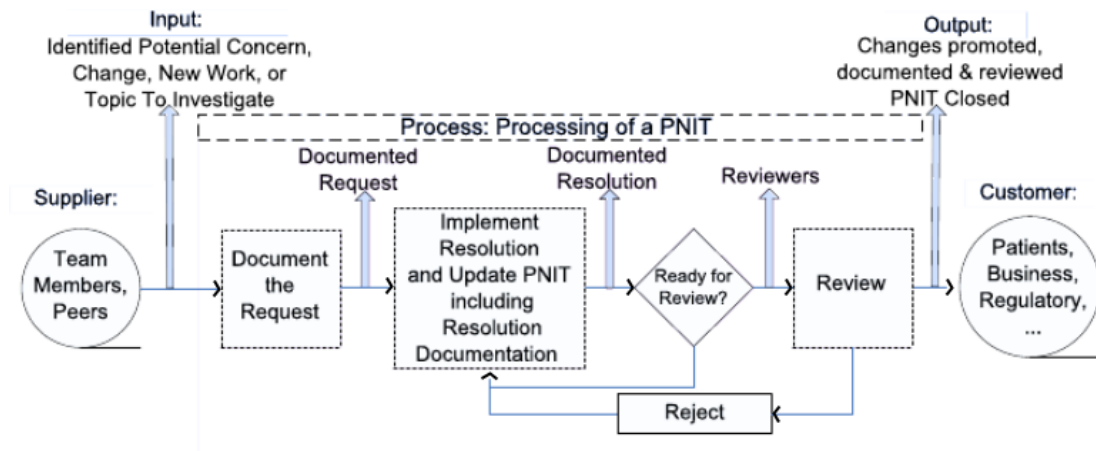 Input:
Identified Potential Concern,
Change, New Work, or
Topic To Investigate
Output:
Changes promoted,
documented & reviewed
PNIT Closed
Process: Processing of a PNIT
Documented
Request
Documented
Resolution
Reviewers
Supplier:
Customer:
Team
Members,
Peers
Document
the
Request
Implement
Resolution
and Update PNIT
including
Resolution
Documentation
Ready for
Review?
Review
Patients,
Business,
Regulatory,
...
Reject